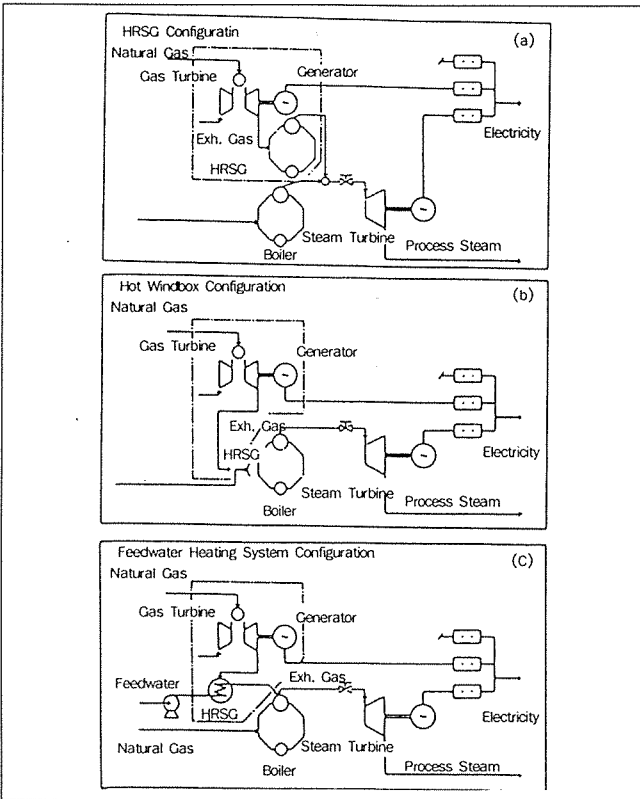 HRSG Configuratin
(a)
Natural Gas
Gas Turbine
Generator
Exh. Gas
Electricity
HRSG
Steam Turbine
Process Steam
Boiler
Hot Windbox Configuration
(b)
Natural Gas
Gas Turbine
Generator
Exh. Gas
HRSG
Electricity
Steam Turbine
Process Steam
Boiler
Feedwater Heating System Configuration
(C)
Natural Gas
Gas Turbine
Generator
Feedwater
Exh. Gas
HRSG
Electricity
Natural Gas
Steam Turbine
Process Steam
Boiler